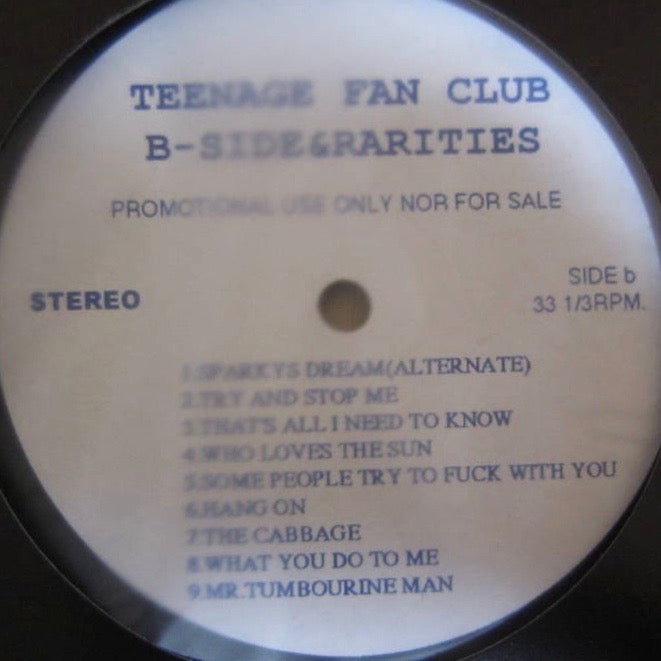 TEENAGE FAN CLUB
B-SIDE&RARITIES
PROMOTIONAL USE ONLY NOR FOR SALE
STEREO
SIDE b
33 1/3RPM.
1.SPARKYS DREAM(ALTERNATE)
2.TRY AND STOP ME
3.THAT'S ALL I NEED TO KNOW
4.WHO LOVES THE SUN
5.SOME PEOPLE TRY TO FUCK WITH YOU
6.HANG ON
7.THE CABBAGE
8.WHAT YOU DO TO ME
9.MR.TUMBOURINE MAN